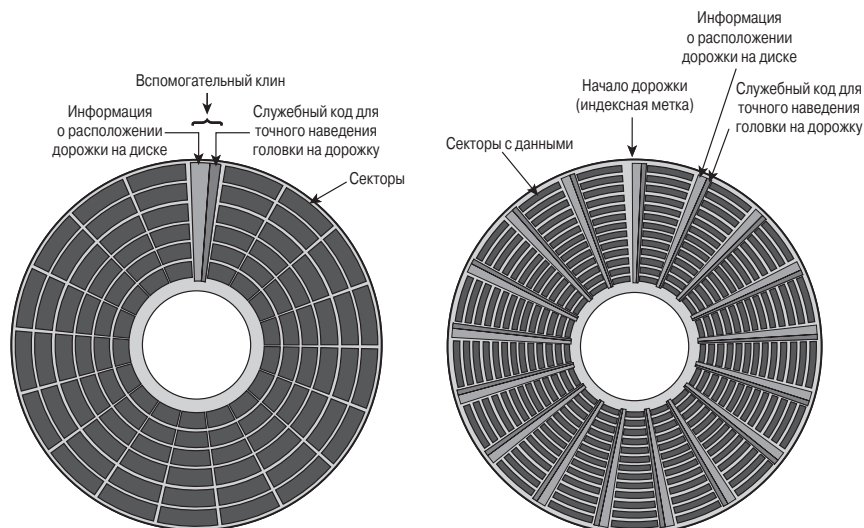 Вспомогательный клин
Информация
о расположении
дорожки на диске
Служебный код для
точного наведения
головки на дорожку
Секторы
Информация
о расположении
дорожки на диске
Начало дорожки
(индексная метка)
Служебный код для
точного наведения
головки на дорожку
Секторы с данными